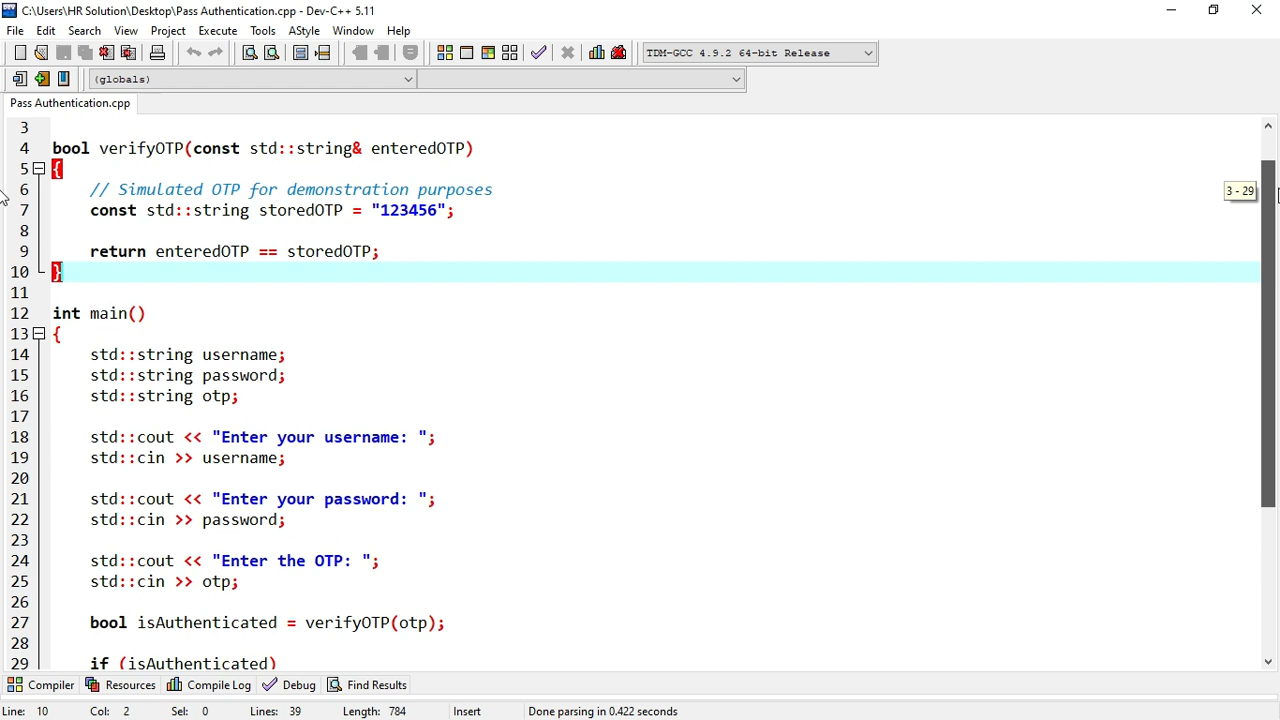 C:\Users\HR Solution\Desktop\Pass Authentication.cpp - Dev-C++ 5.11
File Edit Search View Project Execute Tools AStyle Window Help
TDM-GCC 4.9.2 64-bit Release
(globals)
Pass Authentication.cpp
3
4 bool verifyOTP(const std::string& enteredOTP)
5 {
6 // Simulated OTP for demonstration purposes
3 - 29
7 const std::string storedOTP = "123456";
8
9 return enteredOTP == storedOTP;
10 }
11
12 int main()
13 {
14 std::string username;
15 std::string password;
16 std::string otp;
17
18 std::cout << "Enter your username: ";
19 std::cin >> username;
20
21 std::cout << "Enter your password: ";
22 std::cin >> password;
23
24 std::cout << "Enter the OTP: ";
25 std::cin >> otp;
26
27 bool isAuthenticated = verifyOTP(otp);
28
29 if (isAuthenticated)
Compiler Resources Compile Log Debug Find Results
Line: 10 Col: 2 Sel: 0 Lines: 39 Length: 784 Insert Done parsing in 0.422 seconds